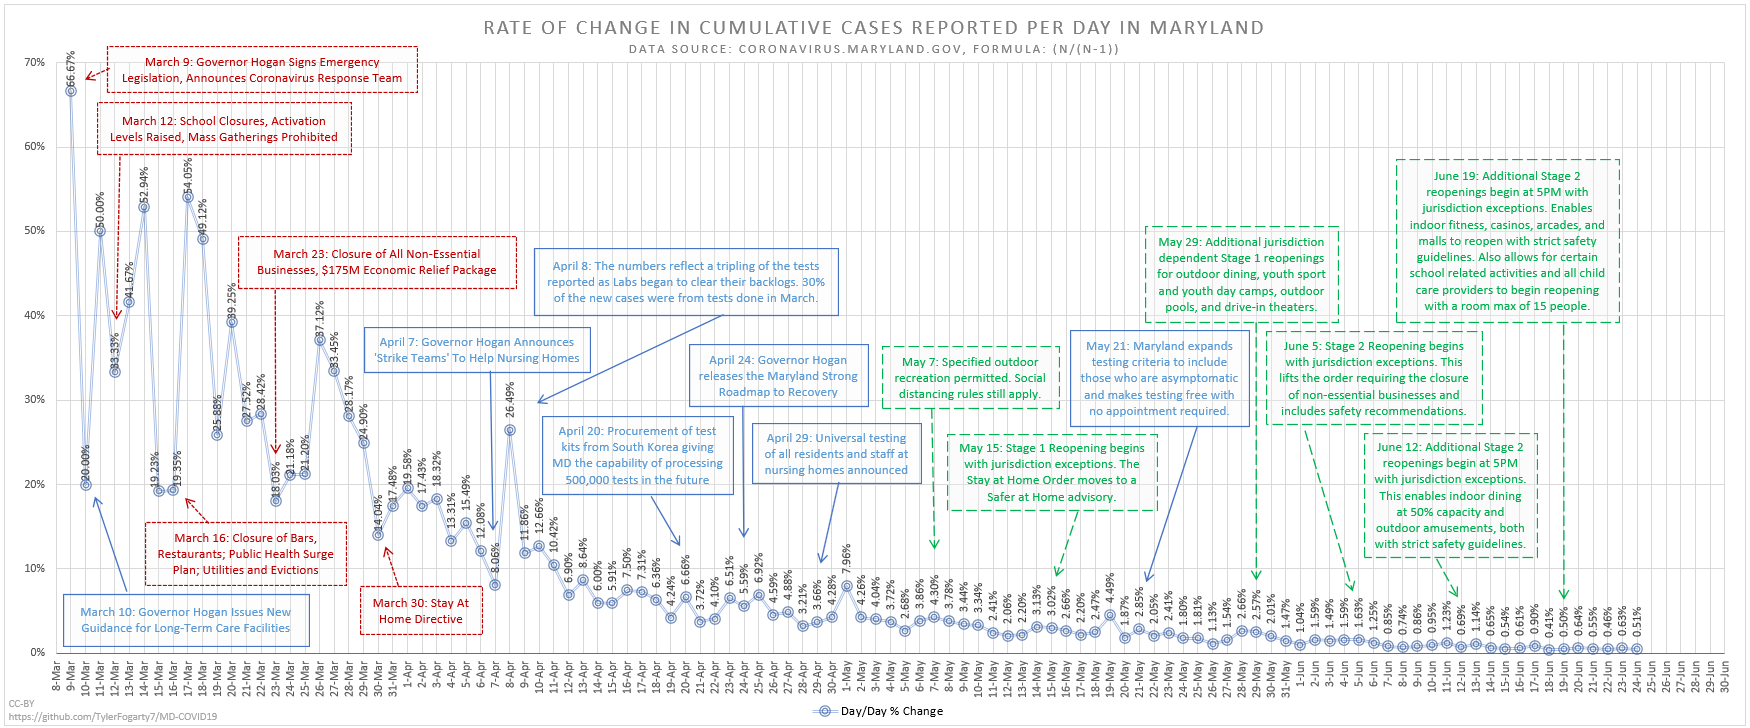 RATE OF CHANGE IN CUMULATIVE CASES REPORTED PER DAY IN MARYLAND
DATA SOURCE: CORONAVIRUS.MARYLAND.GOV, FORMULA: (N/(N-1))
70%
60%
50%
40%
30%
20%
10%
0%
March 9: Governor Hogan Signs Emergency
Legislation, Announces Coronavirus Response Team
March 12: School Closures, Activation
Levels Raised, Mass Gatherings Prohibited
March 23: Closure of All Non-Essential
Businesses, $175M Economic Relief Package
March 16: Closure of Bars,
Restaurants; Public Health Surge
Plan; Utilities and Evictions
March 10: Governor Hogan Issues New
Guidance for Long-Term Care Facilities
March 30: Stay At
Home Directive
April 7: Governor Hogan Announces
'Strike Teams' To Help Nursing Homes
April 8: The numbers reflect a tripling of the tests
reported as Labs began to clear their backlogs. 30%
of the new cases were from tests done in March.
April 20: Procurement of test
kits from South Korea giving
MD the capability of processing
500,000 tests in the future
April 24: Governor Hogan
releases the Maryland Strong
Roadmap to Recovery
April 29: Universal testing
of all residents and staff at
nursing homes announced
May 7: Specified outdoor
recreation permitted. Social
distancing rules still apply.
May 15: Stage 1 Reopening begins
with jurisdiction exceptions. The
Stay at Home Order moves to a
Safer at Home advisory.
May 21: Maryland expands
testing criteria to include
those who are asymptomatic
and makes testing free with
no appointment required.
May 29: Additional jurisdiction
dependent Stage 1 reopenings
for outdoor dining, youth sport
and youth day camps, outdoor
pools, and drive-in theaters.
June 5: Stage 2 Reopening begins
with jurisdiction exceptions. This
lifts the order requiring the closure
of non-essential businesses and
includes safety recommendations.
June 12: Additional Stage 2
reopenings begin at 5PM
with jurisdiction exceptions.
This enables indoor dining
at 50% capacity and
outdoor amusements, both
with strict safety guidelines.
June 19: Additional Stage 2
reopenings begin at 5PM with
jurisdiction exceptions. Enables
indoor fitness, casinos, arcades, and
malls to reopen with strict safety
guidelines. Also allows for certain
school related activities and all child
care providers to begin reopening
with a room max of 15 people.
66.67%
20.00%
50.00%
33.33%
41.67%
52.94%
19.23%
19.35%
54.05%
49.12%
25.88%
39.25%
27.52%
28.42%
18.03%
21.18%
21.20%
37.12%
33.45%
28.17%
24.90%
14.04%
17.48%
19.58%
17.43%
18.32%
13.31%
15.49%
12.08%
8.06%
26.49%
11.86%
12.66%
10.42%
6.90%
8.64%
6.00%
5.91%
7.50%
7.31%
6.36%
4.24%
6.66%
3.72%
4.10%
6.51%
5.59%
6.92%
4.59%
4.88%
3.21%
3.66%
4.28%
7.96%
4.26%
4.04%
3.72%
2.68%
3.86%
4.30%
3.78%
3.44%
3.34%
2.41%
2.06%
2.20%
3.13%
3.02%
2.66%
2.20%
2.47%
4.49%
1.87%
2.85%
2.05%
2.41%
1.80%
1.81%
1.13%
1.54%
2.66%
2.57%
2.01%
1.47%
1.04%
1.59%
1.49%
1.59%
1.63%
1.25%
0.85%
0.74%
0.86%
0.95%
1.23%
0.69%
1.14%
0.65%
0.54%
0.61%
0.90%
0.41%
0.50%
0.64%
0.55%
0.46%
0.63%
0.51%
8-Mar
9-Mar
10-Mar
11-Mar
12-Mar
13-Mar
14-Mar
15-Mar
16-Mar
17-Mar
18-Mar
19-Mar
20-Mar
21-Mar
22-Mar
23-Mar
24-Mar
25-Mar
26-Mar
27-Mar
28-Mar
29-Mar
30-Mar
31-Mar
1-Apr
2-Apr
3-Apr
4-Apr
5-Apr
6-Apr
7-Apr
8-Apr
9-Apr
10-Apr
11-Apr
12-Apr
13-Apr
14-Apr
15-Apr
16-Apr
17-Apr
18-Apr
19-Apr
20-Apr
21-Apr
22-Apr
23-Apr
24-Apr
25-Apr
26-Apr
27-Apr
28-Apr
29-Apr
30-Apr
1-May
2-May
3-May
4-May
5-May
6-May
7-May
8-May
9-May
10-May
11-May
12-May
13-May
14-May
15-May
16-May
17-May
18-May
19-May
20-May
21-May
22-May
23-May
24-May
25-May
26-May
27-May
28-May
29-May
30-May
31-May
1-Jun
2-Jun
3-Jun
4-Jun
5-Jun
6-Jun
7-Jun
8-Jun
9-Jun
10-Jun
11-Jun
12-Jun
13-Jun
14-Jun
15-Jun
16-Jun
17-Jun
18-Jun
19-Jun
20-Jun
21-Jun
22-Jun
23-Jun
24-Jun
25-Jun
26-Jun
27-Jun
28-Jun
29-Jun
30-Jun
Day/Day % Change
CC-BY
https://github.com/TylerFogarty7/MD-COVID19